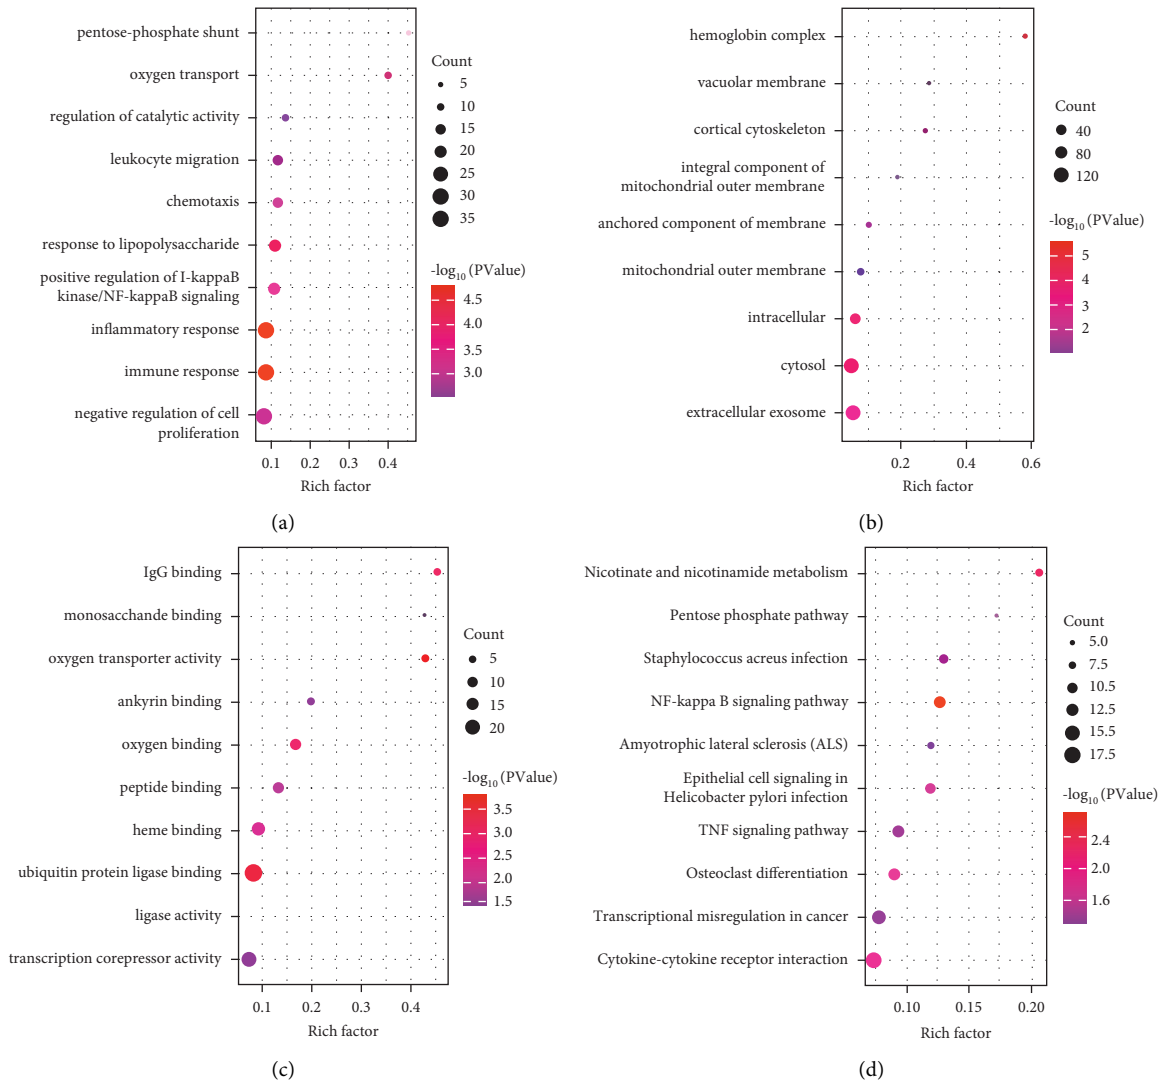 pentose-phosphate shunt
oxygen transport
regulation of catalytic activity
leukocyte migration
chemotaxis
response to lipopolysaccharide
positive regulation of I-kappaB
kinase/NF-kappaB signaling
inflammatory response
immune response
negative regulation of cell
proliferation
0.1 0.2 0.3 0.4
Rich factor
Count
5
10
15
20
25
30
35
-log10 (PValue)
4.5
4.0
3.5
3.0
(a)
hemoglobin complex
vacuolar membrane
cortical cytoskeleton
integral component of
mitochondrial outer membrane
anchored component of membrane
mitochondrial outer membrane
intracellular
cytosol
extracellular exosome
0.2 0.4 0.6
Rich factor
Count
40
80
120
-log10 (PValue)
5
4
3
2
(b)
IgG binding
monosacchande binding
oxygen transporter activity
ankyrin binding
oxygen binding
peptide binding
heme binding
ubiquitin protein ligase binding
ligase activity
transcription corepressor activity
0.1 0.2 0.3 0.4
Rich factor
Count
5
10
15
20
-log10 (PValue)
3.5
3.0
2.5
2.0
1.5
(c)
Nicotinate and nicotinamide metabolism
Pentose phosphate pathway
Staphylococcus acreus infection
NF-kappa B signaling pathway
Amyotrophic lateral sclerosis (ALS)
Epithelial cell signaling in
Helicobacter pylori infection
TNF signaling pathway
Osteoclast differentiation
Transcriptional misregulation in cancer
Cytokine-cytokine receptor interaction
0.10 0.15 0.20
Rich factor
Count
5.0
7.5
10.5
12.5
15.5
17.5
-log10 (PValue)
2.4
2.0
1.6
(d)